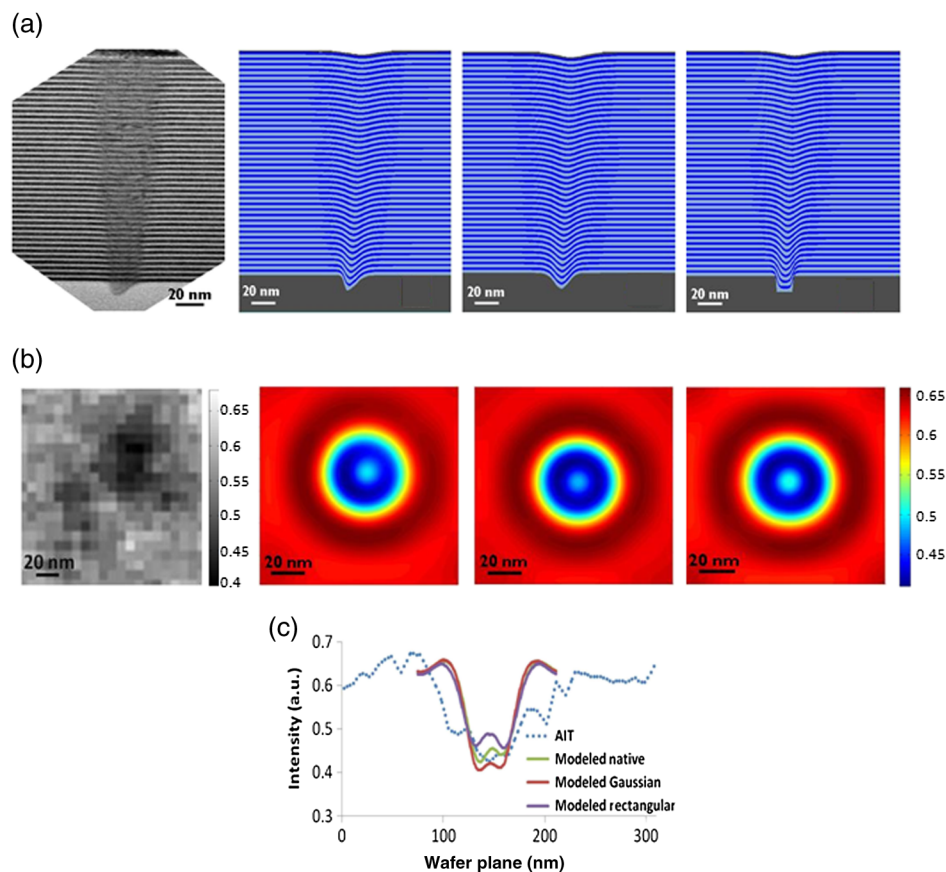 (a)
20 nm
20 nm
20 nm
20 nm
(b)
0.65
0.6
0.55
0.5
0.45
0.4
20 nm
20 nm
20 nm
20 nm
0.65
0.6
0.55
0.5
0.45
(c)
0.7
0.6
0.5
0.4
0.3
Intensity (a.u.)
AIT
Modeled native
Modeled Gaussian
Modeled rectangular
0
100
200
300
Wafer plane (nm)